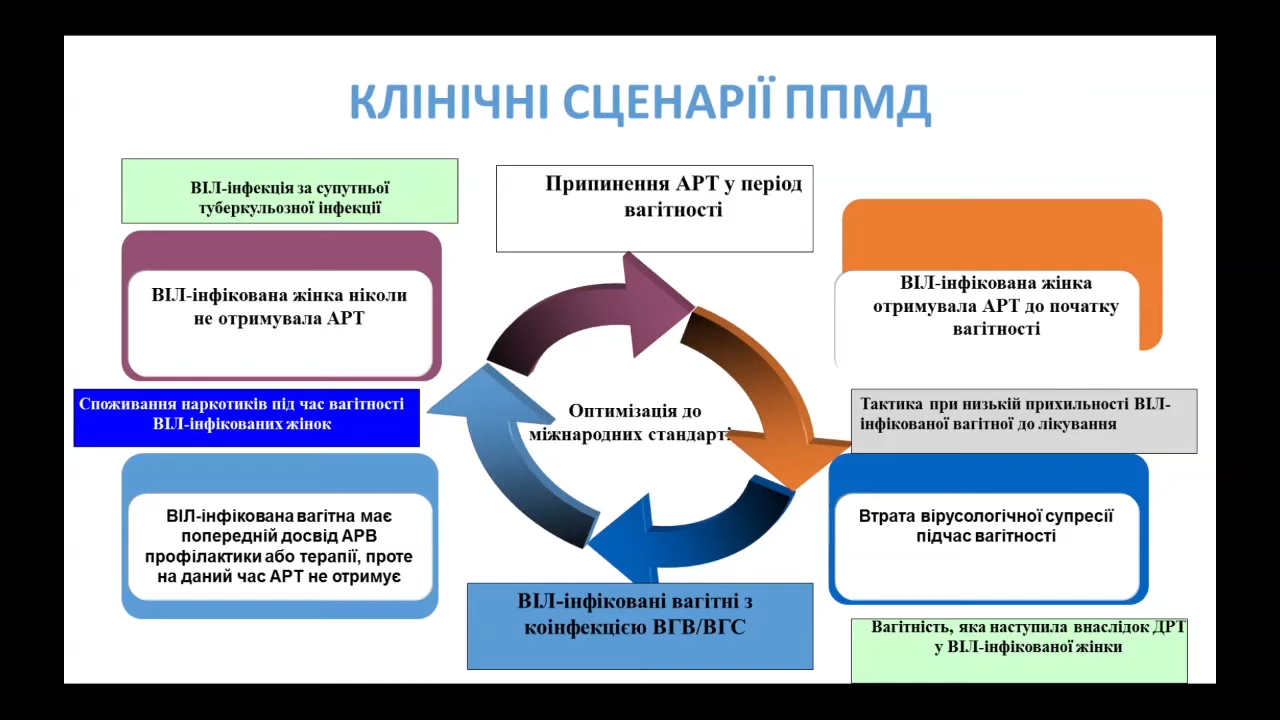 КЛІНІЧНІ СЦЕНАРІЇ ППМД
ВІЛ-інфекція за супутньої
туберкульозної інфекції
Припинення АРТ у період
вагітності
ВІЛ-інфікована жінка ніколи
не отримувала АРТ
ВІЛ-інфікована жінка
отримувала АРТ до початку
вагітності
Споживання наркотиків під час вагітності
ВІЛ-інфікованих жінок
Оптимізація до
міжнародних стандарті
Тактика при низькій прихильності ВІЛ-
інфікованої вагітної до лікування
ВІЛ-інфікована вагітна має
попередній досвід АРВ
профілактики або терапії, проте
на даний час АРТ не отримує
Втрата вірусологічної супресії
підчас вагітності
ВІЛ-інфіковані вагітні з
коінфекцією ВГВ/ВГС
Вагітність, яка наступила внаслідок ДРТ
у ВІЛ-інфікованої жінки